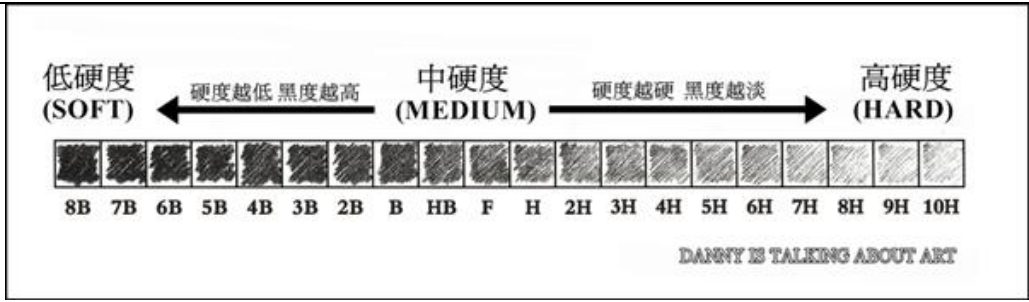 低硬度
(SOFT)
硬度越低 黑度越高
中硬度
(MEDIUM)
硬度越硬 黑度越淡
高硬度
(HARD)
8B 7B 6B 5B 4B 3B 2B B HB F H 2H 3H 4H 5H 6H 7H 8H 9H 10H
DANNY IS TALKING ABOUT ART